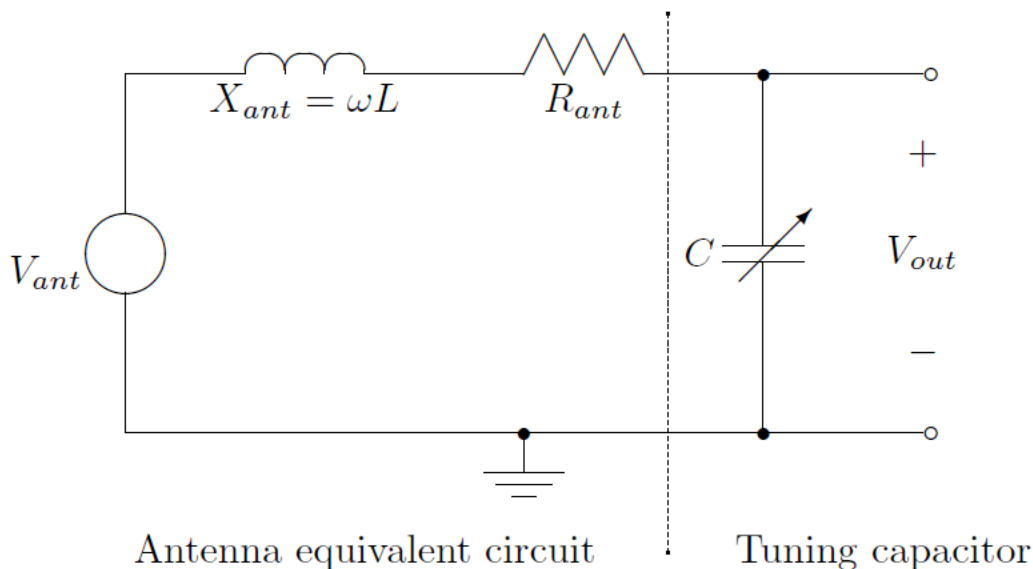 X_ant = ωL
R_ant
+
V_ant
C
V_out
−
Antenna equivalent circuit
Tuning capacitor